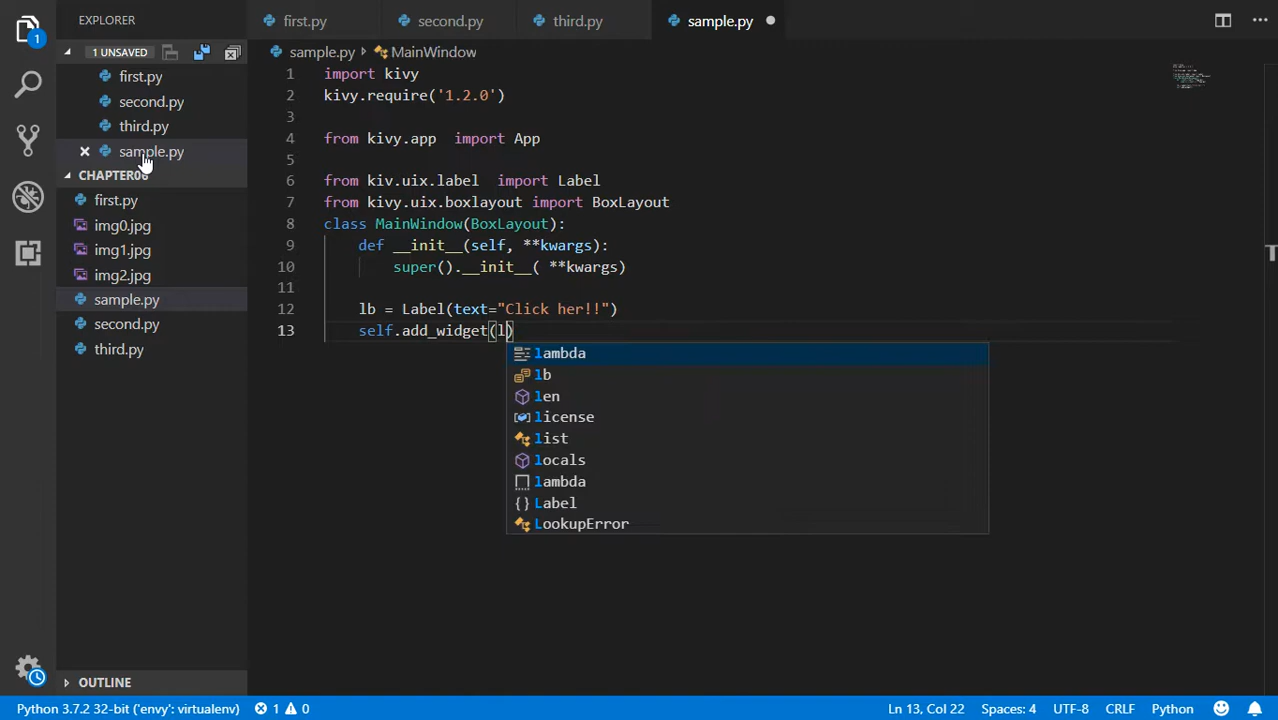 EXPLORER
first.py
second.py
third.py
sample.py
1
1 UNSAVED
sample.py
MainWindow
first.py
second.py
third.py
sample.py
CHAPTER06
first.py
img0.jpg
img1.jpg
img2.jpg
sample.py
second.py
third.py
1 import kivy
2 kivy.require('1.2.0')
3
4 from kivy.app  import App
5
6 from kiv.uix.label  import Label
7 from kivy.uix.boxlayout import BoxLayout
8 class MainWindow(BoxLayout):
9     def __init__(self, **kwargs):
10         super().__init__( **kwargs)
11
12     lb = Label(text="Click her!!")
13     self.add_widget(l)
lambda
lb
len
license
list
locals
lambda
Label
LookupError
OUTLINE
Python 3.7.2 32-bit ('envy': virtualenv)
1
0
Ln 13, Col 22
Spaces: 4
UTF-8
CRLF
Python